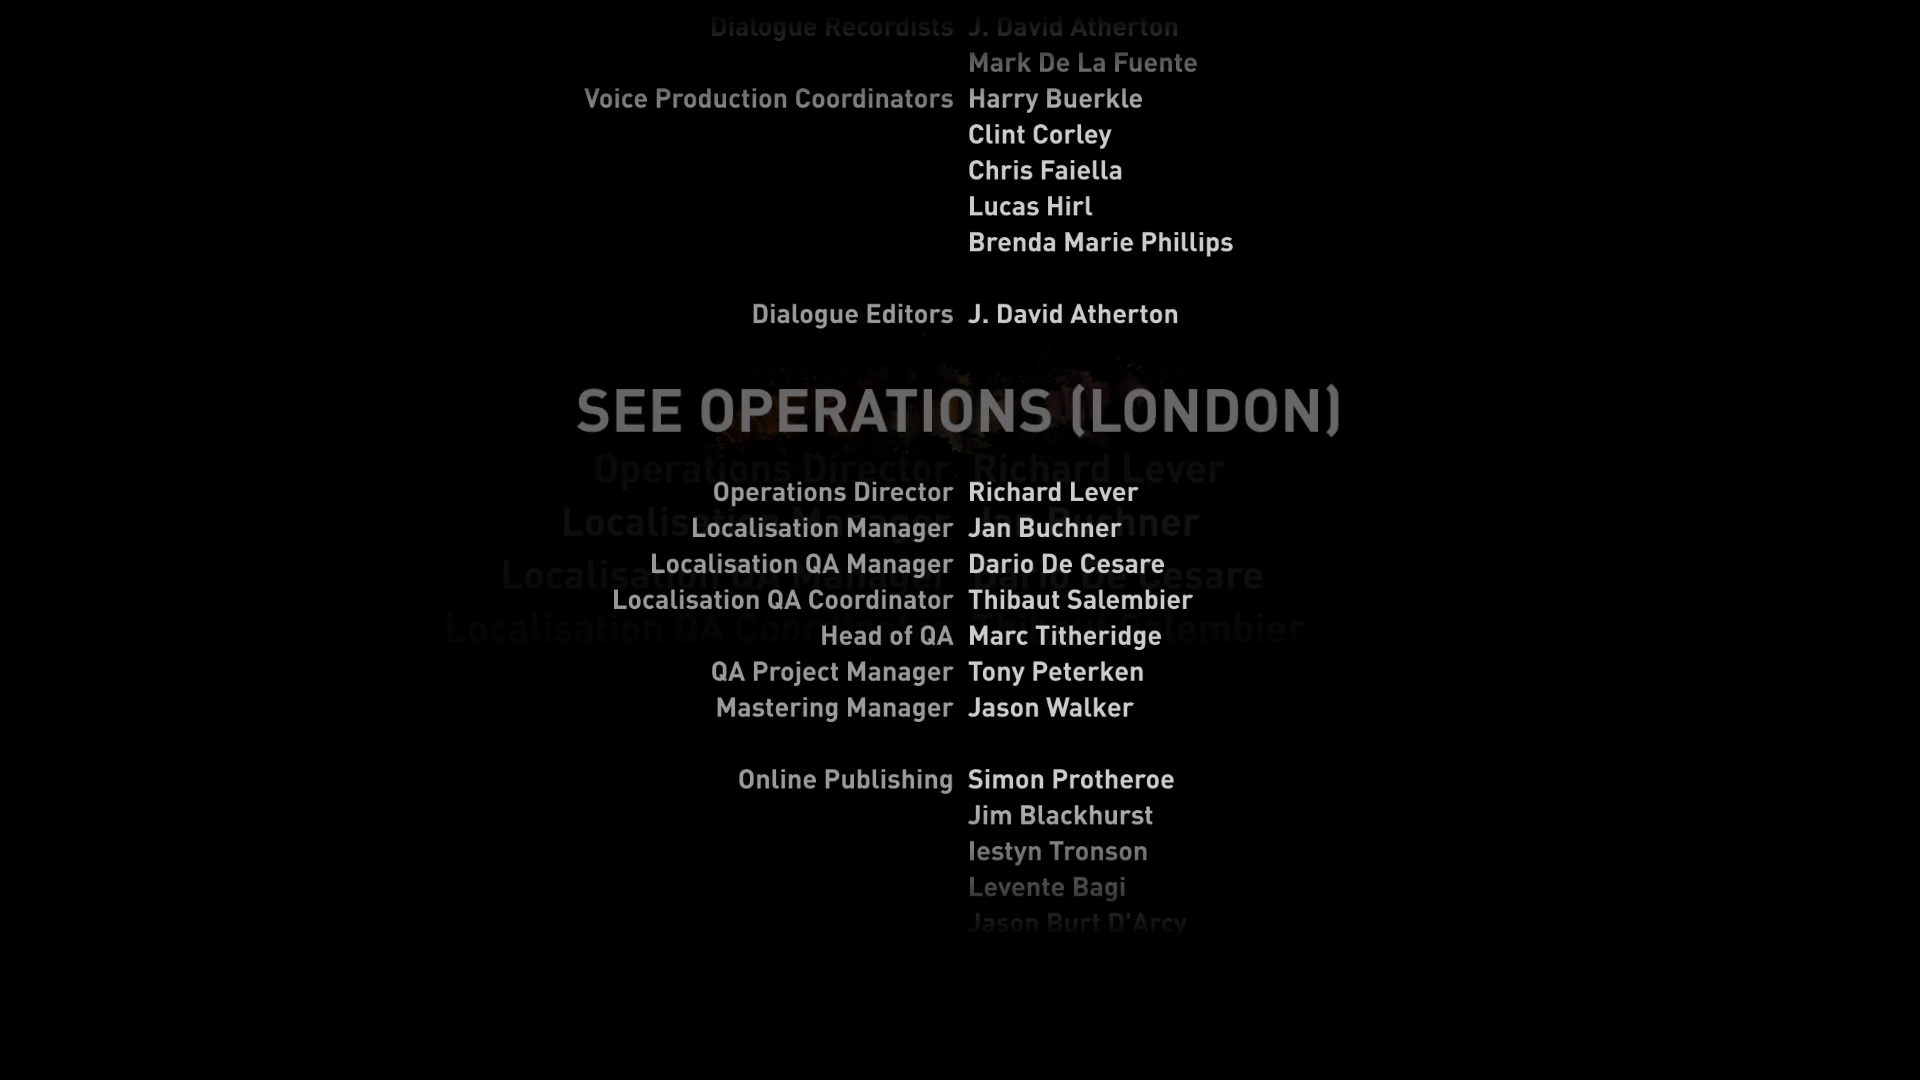 Dialogue Recordists J. David Atherton
Mark De La Fuente
Voice Production Coordinators Harry Buerkle
Clint Corley
Chris Faiella
Lucas Hirl
Brenda Marie Phillips
Dialogue Editors J. David Atherton
SEE OPERATIONS (LONDON)
Operations Director Richard Lever
Localisation Manager Jan Buchner
Localisation QA Manager Dario De Cesare
Localisation QA Coordinator Thibaut Salembier
Head of QA Marc Titheridge
QA Project Manager Tony Peterken
Mastering Manager Jason Walker
Online Publishing Simon Protheroe
Jim Blackhurst
Iestyn Tronson
Levente Bagi
Jason Burt D'Arcy